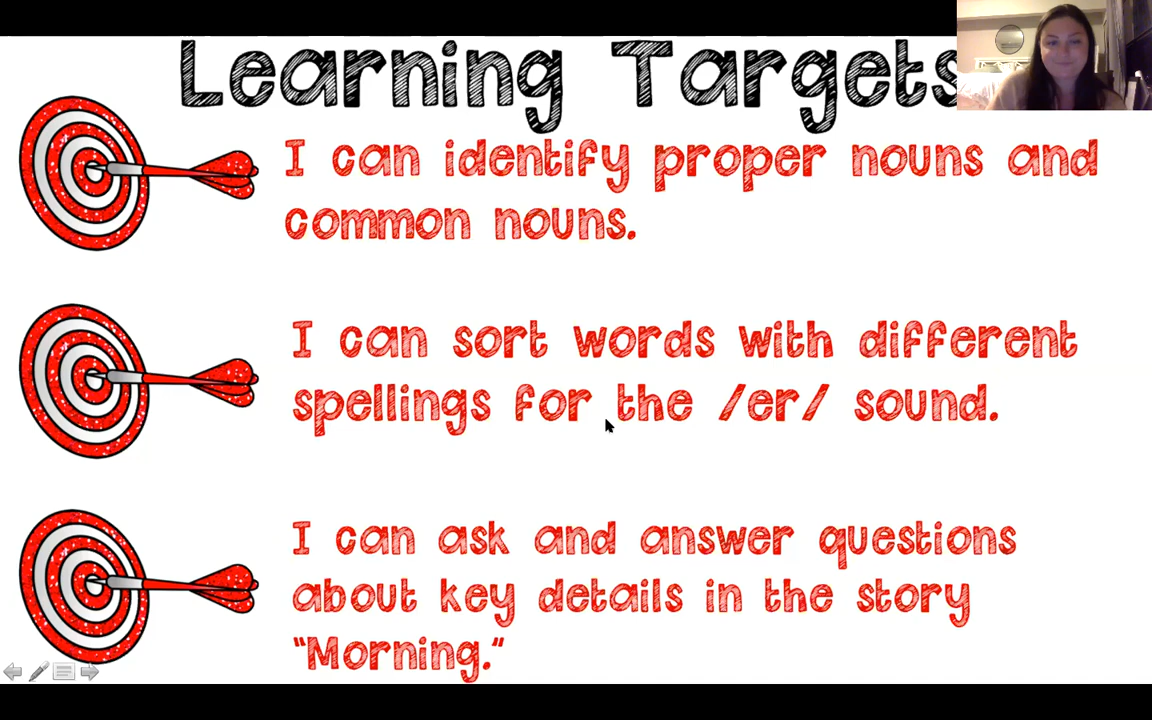 Learning Targets
I can identify proper nouns and
common nouns.
I can sort words with different
spellings for the /er/ sound.
I can ask and answer questions
about key details in the story
"Morning."